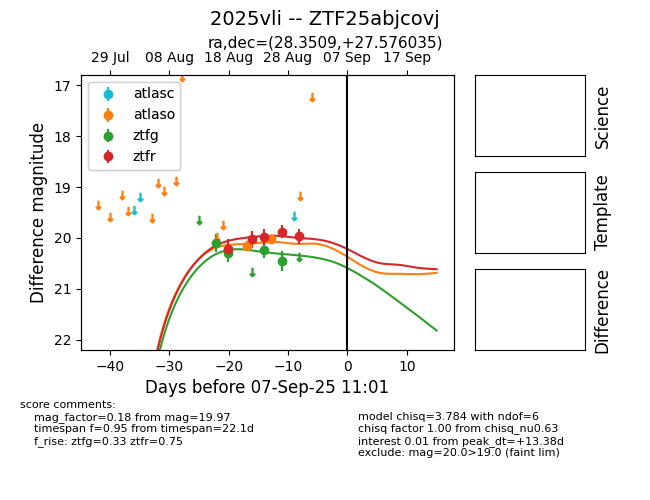 2025vli -- ZTF25abjcovj
ra,dec=(28.3509,+27.576035)
29 Jul 08 Aug 18 Aug 28 Aug 07 Sep 17 Sep
atlasc
atlaso
ztfg
ztfr
17
18
19
20
21
22
Difference magnitude
−40 −30 −20 −10 0 10
Days before 07-Sep-25 11:01
Science
Template
Difference
score comments:
mag_factor=0.18 from mag=19.97
timespan f=0.95 from timespan=22.1d
f_rise: ztfg=0.33 ztfr=0.75
model chisq=3.784 with ndof=6
chisq factor 1.00 from chisq_nu0.63
interest 0.01 from peak_dt=+13.38d
exclude: mag=20.0>19.0 (faint lim)